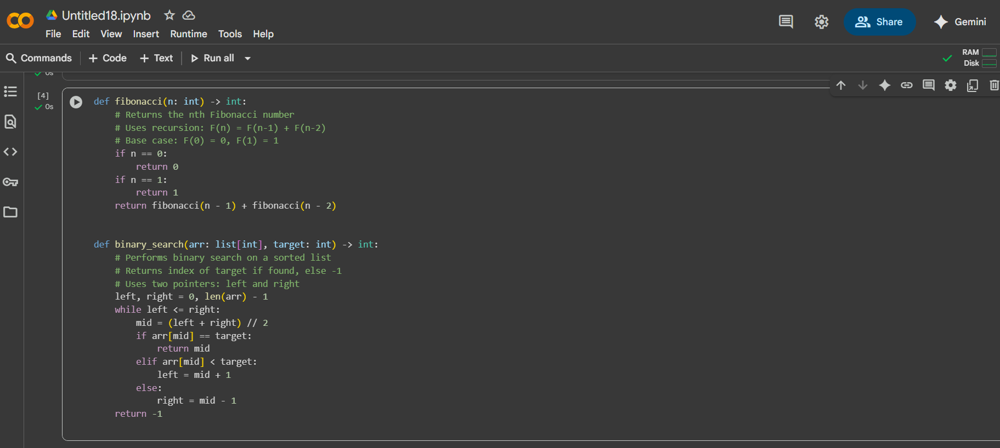 Untitled18.ipynb
File Edit View Insert Runtime Tools Help
Share
Gemini
Commands + Code + Text Run all
RAM
Disk
0s
[4]
0s
def fibonacci(n: int) -> int:
    # Returns the nth Fibonacci number
    # Uses recursion: F(n) = F(n-1) + F(n-2)
    # Base case: F(0) = 0, F(1) = 1
    if n == 0:
        return 0
    if n == 1:
        return 1
    return fibonacci(n - 1) + fibonacci(n - 2)
def binary_search(arr: list[int], target: int) -> int:
    # Performs binary search on a sorted list
    # Returns index of target if found, else -1
    # Uses two pointers: left and right
    left, right = 0, len(arr) - 1
    while left <= right:
        mid = (left + right) // 2
        if arr[mid] == target:
            return mid
        elif arr[mid] < target:
            left = mid + 1
        else:
            right = mid - 1
    return -1